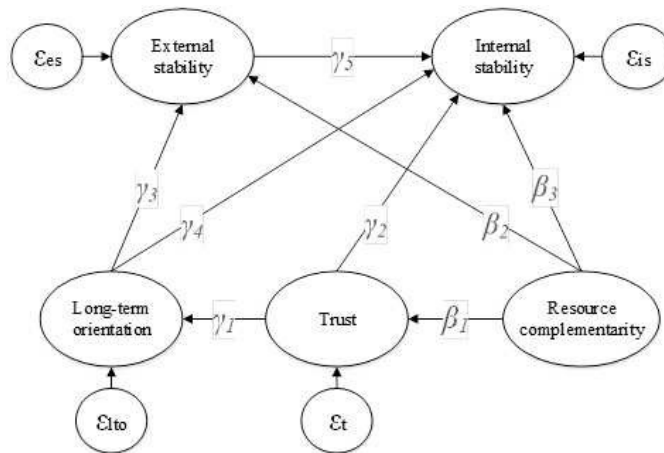 External
stability
Internal
stability
εes
γ5
εis
γ3
γ4
γ2
β2
β3
Long-term
orientation
γ1
Trust
β1
Resource
complementarity
εlto
εt